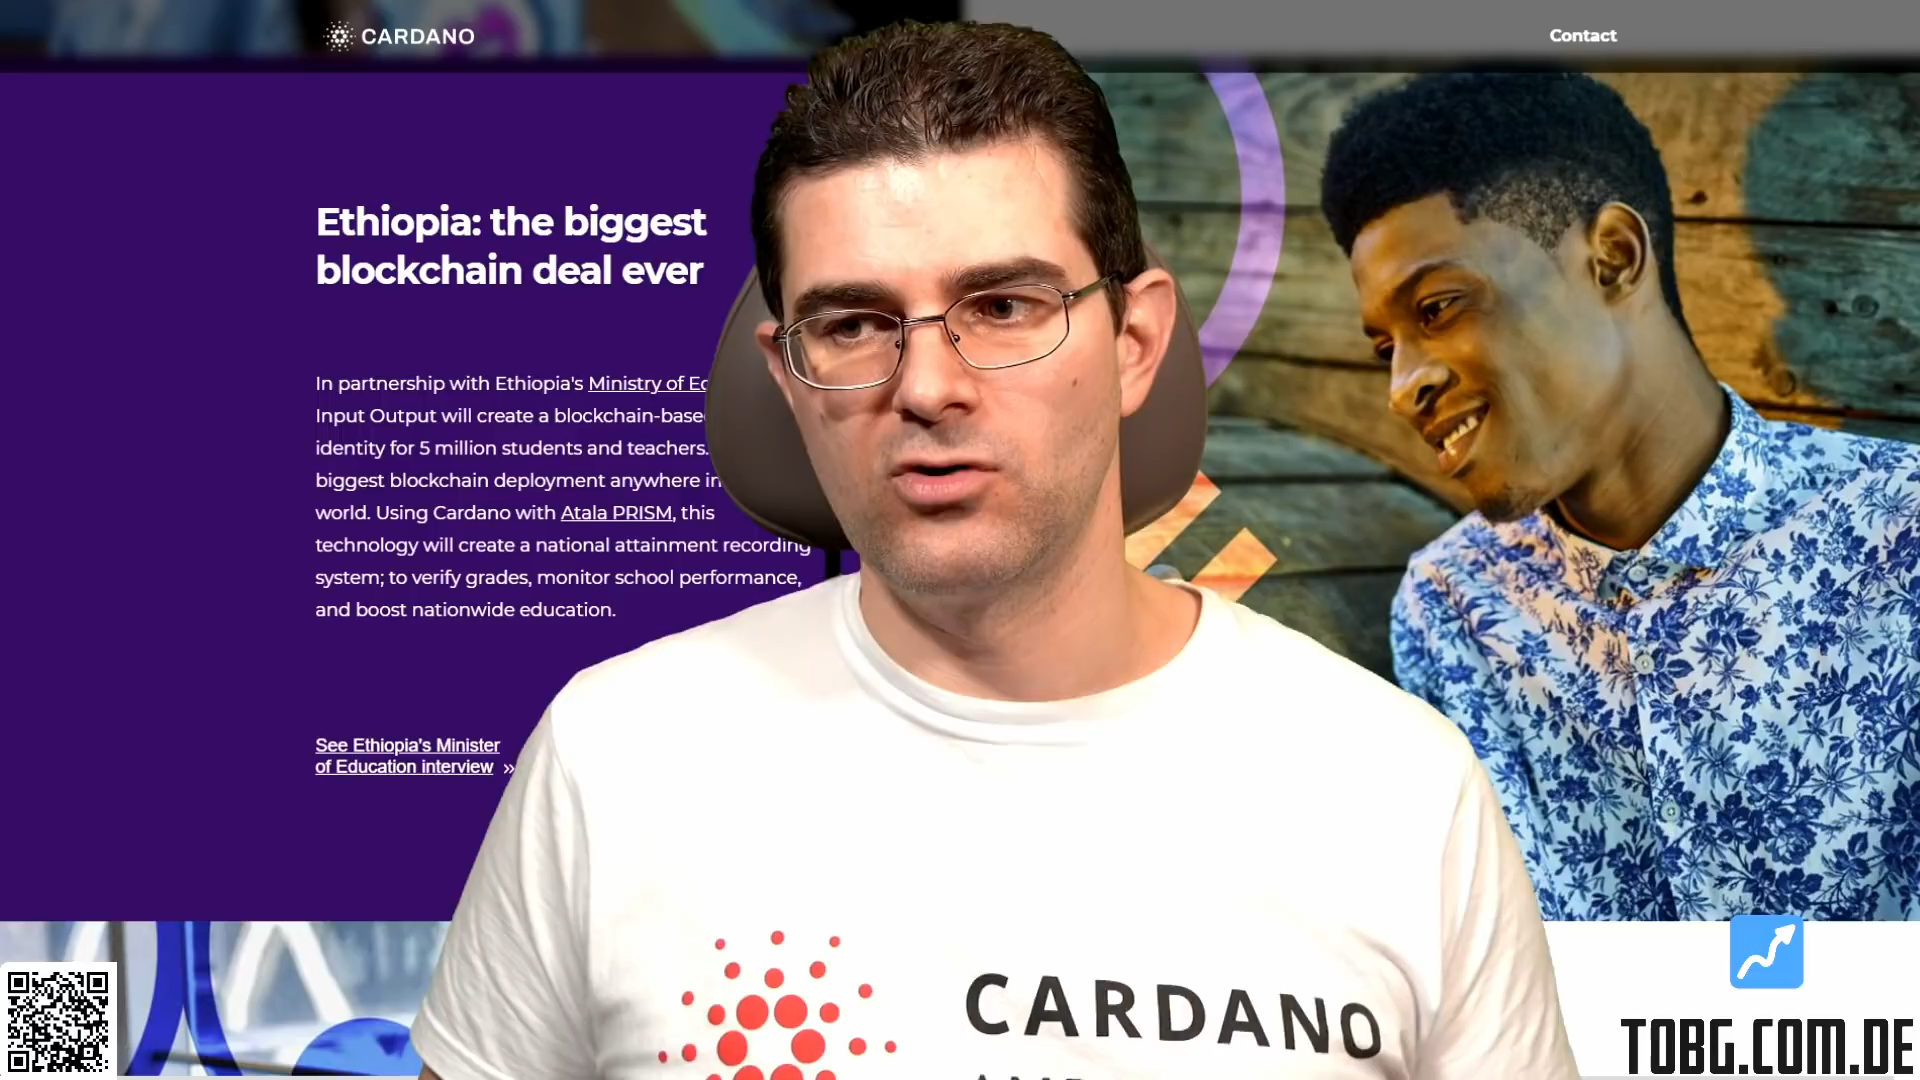 CARDANO
Contact
Ethiopia: the biggest
blockchain deal ever
In partnership with Ethiopia's Ministry of
Input Output will create a
identity for 5 million students and teachers.
biggest blockchain deployment anywhere in
world. Using Cardano with Atala PRISM, this
technology will create a national attainment recording
system; to verify grades, monitor school performance,
and boost nationwide education.
See Ethiopia's Minister
of Education interview »
CARDANO
TOBG.COM.DE